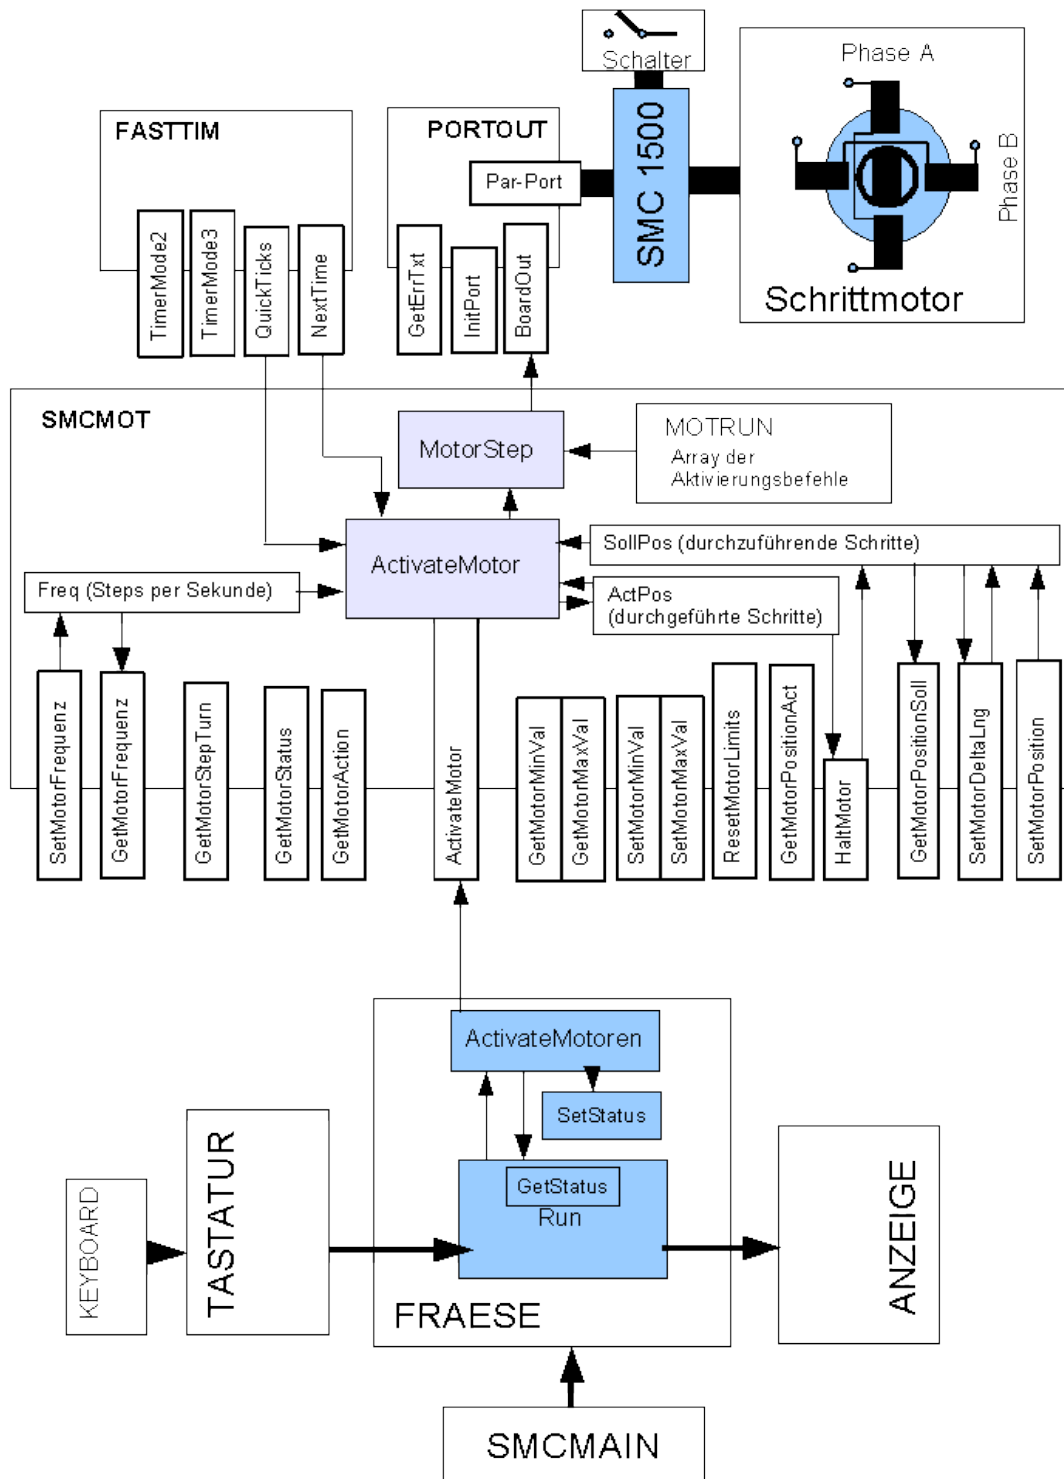 Schalter
Phase A
Phase B
Schrittmotor
SMC 1500
FASTTIM
PORTOUT
Par-Port
TimerMode2
TimerMode3
QuickTicks
NextTime
GetErrTxt
InitPort
BoardOut
SMCMOT
MotorStep
MOTRUN
Array der
Aktivierungsbefehle
ActivateMotor
SollPos (durchzuführende Schritte)
Freq (Steps per Sekunde)
ActPos
(durchgeführte Schritte)
SetMotorFrequenz
GetMotorFrequenz
GetMotorStepTurn
GetMotorStatus
GetMotorAction
ActivateMotor
GetMotorMinVal
GetMotorMaxVal
SetMotorMinVal
SetMotorMaxVal
ResetMotorLimits
GetMotorPositionAct
HaltMotor
GetMotorPositionSoll
SetMotorDeltaLng
SetMotorPosition
ActivateMotoren
SetStatus
GetStatus
Run
FRAESE
KEYBOARD
TASTATUR
ANZEIGE
SMCMAIN